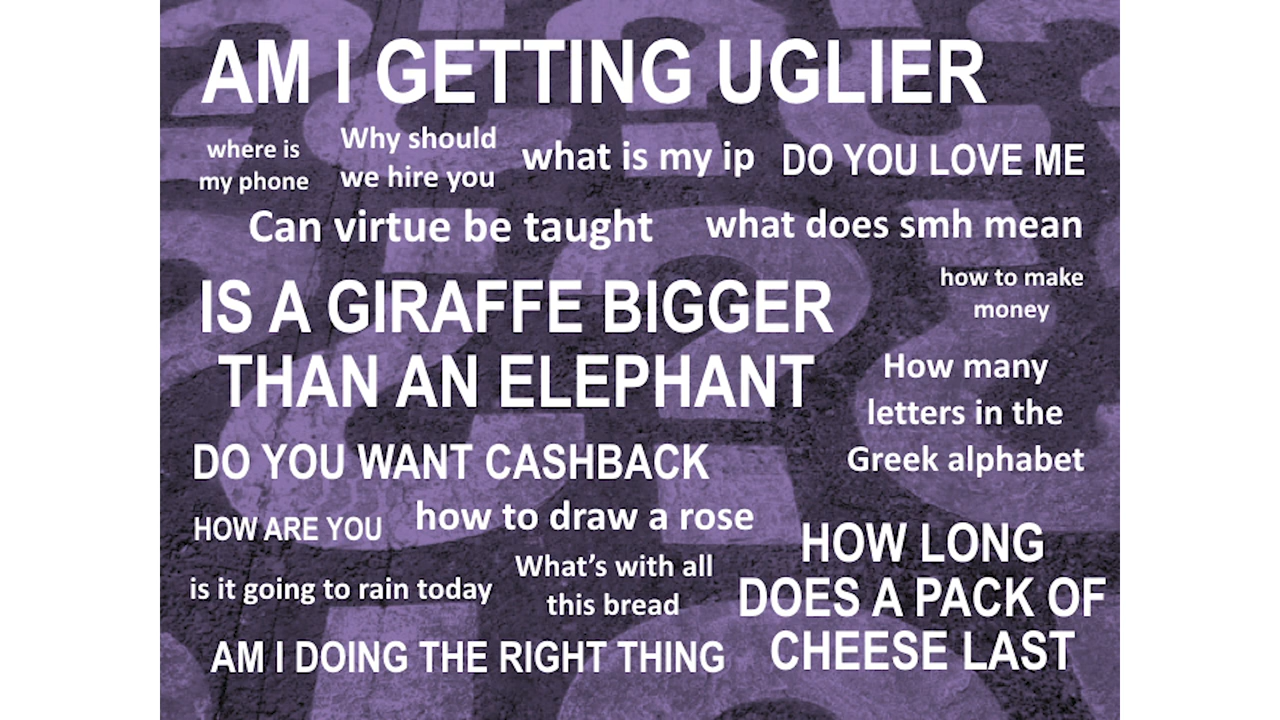 AM I GETTING UGLIER
where is
my phone
Why should
we hire you
what is my ip
DO YOU LOVE ME
Can virtue be taught
what does smh mean
IS A GIRAFFE BIGGER
THAN AN ELEPHANT
how to make
money
How many
letters in the
Greek alphabet
DO YOU WANT CASHBACK
HOW ARE YOU
how to draw a rose
is it going to rain today
What’s with all
this bread
HOW LONG
DOES A PACK OF
CHEESE LAST
AM I DOING THE RIGHT THING